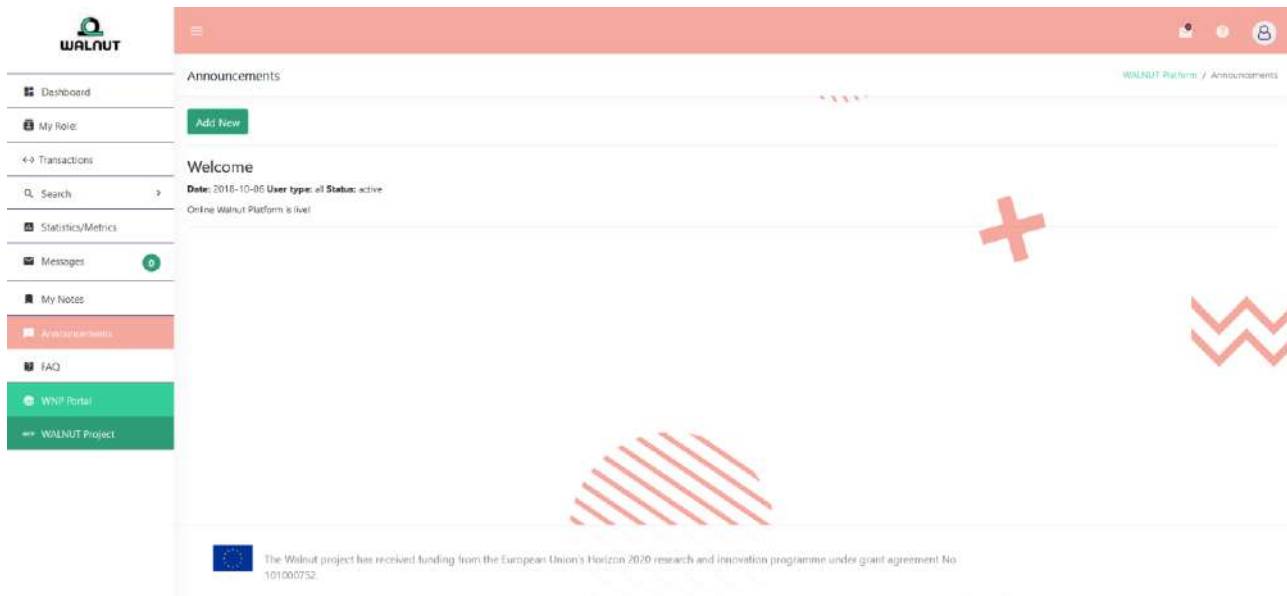 WALNUT
Dashboard
My Role:
Transactions
Search
Statistics/Metrics
Messages 0
My Notes
Announcements
FAQ
WNP Portal
WALNUT Project
Announcements
WALNUT Platform / Announcements
Add New
Welcome
Date: 2018-10-06 User type: all Status: active
Online Walnut Platform is live!
The Walnut project has received funding from the European Union's Horizon 2020 research and innovation programme under grant agreement No
101000752.